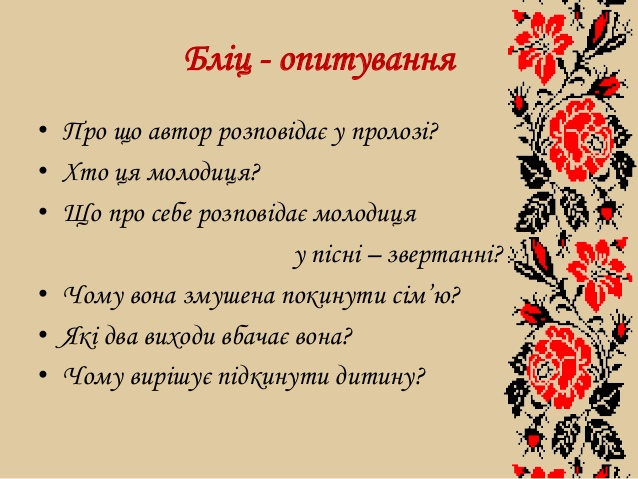 Бліц - опитування
• Про що автор розповідає у пролозі?
• Хто ця молодиця?
• Що про себе розповідає молодиця
у пісні – звертанні?
• Чому вона змушена покинути сім’ю?
• Які два виходи вбачає вона?
• Чому вирішує підкинути дитину?